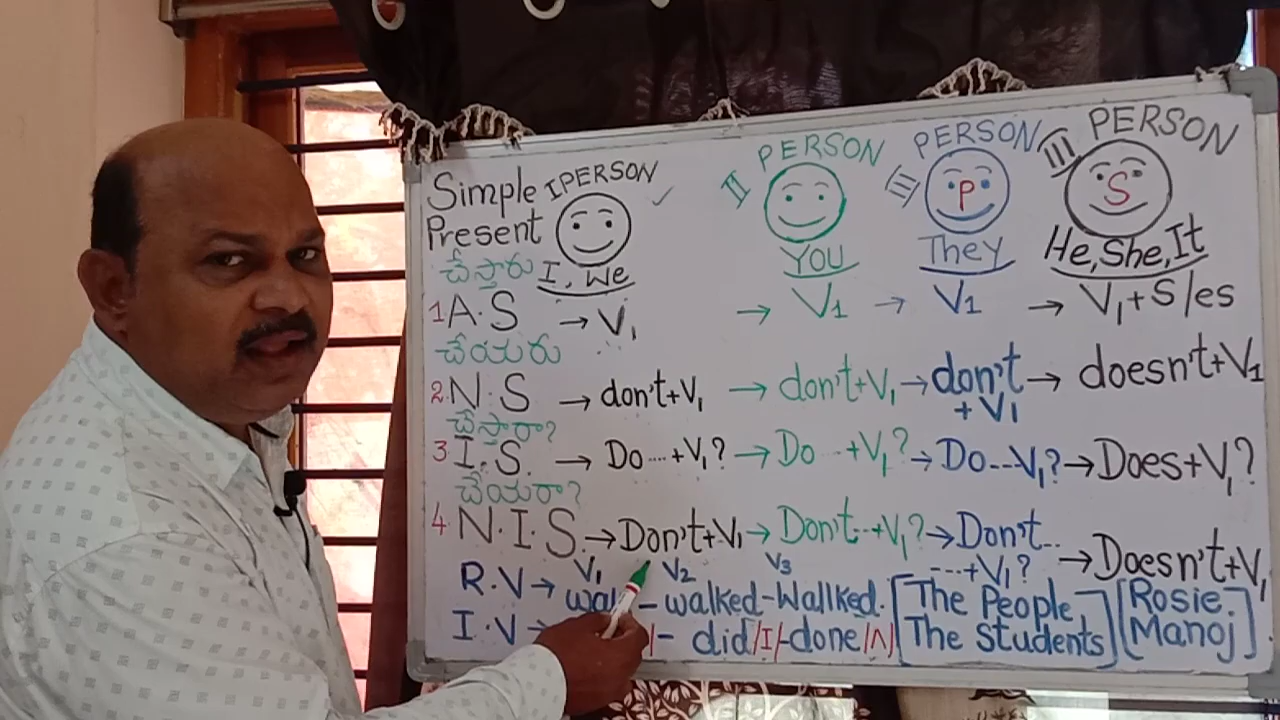 Simple I PERSON ✓ II PERSON III PERSON III PERSON
Present P S
చేస్తారు I, We YOU They He, She, It
1 A.S → V1 → V1 → V1 → V1+S/es
చేయరు
2. N.S → don't+V1 → don't+V1 → don't+V1 → doesn't+V1
చేస్తారా?
3 I.S. → Do....+V1? → Do ...+V1? → Do...V1? → Does+V1?
చేయరా?
4 N.I.S. → Don't+V1 → Don't...+V1? → Don't.. ---+V1? → Doesn't+V1
V1 V2 V3
R.V → wal - walked - Wallked. [The People] [Rosie]
I.V → - did/I/- done/Λ/ [The Students] [Manoj]